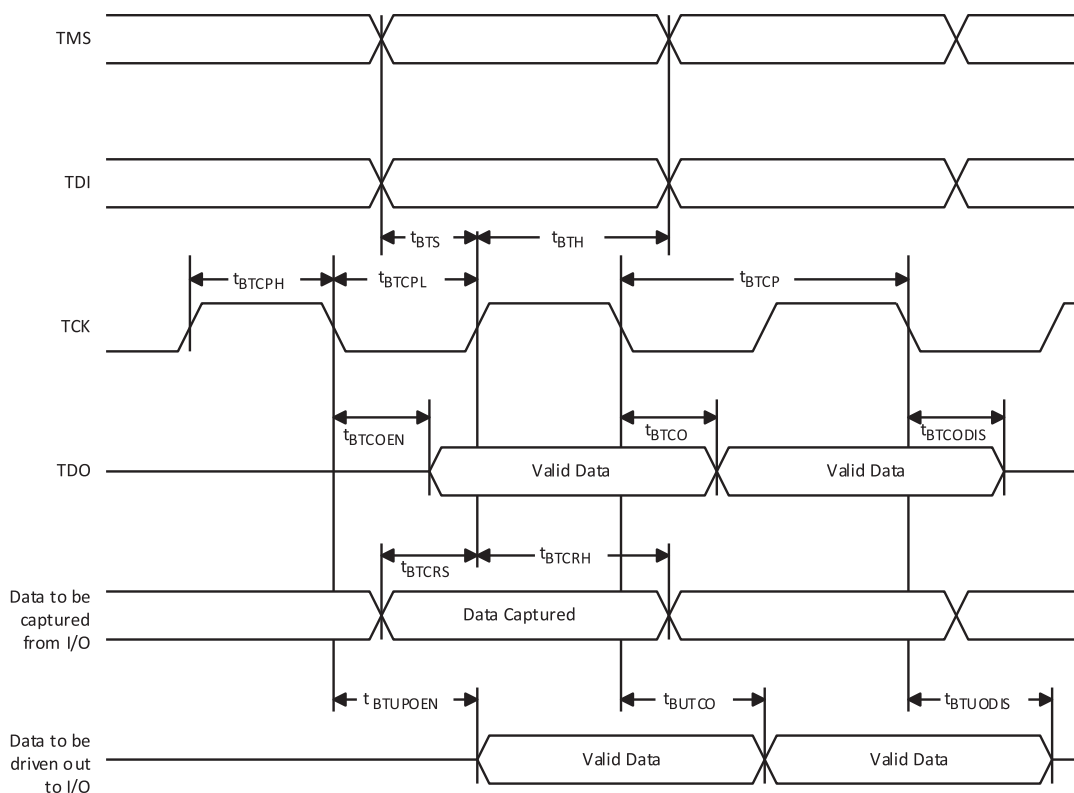 TMS
TDI
tBTS
tBTH
tBTCPH
tBTCPL
tBTCP
TCK
tBTCOEN
tBTCO
tBTCODIS
TDO
Valid Data
Valid Data
tBTCRS
tBTCRH
Data to be
captured
from I/O
Data Captured
t BTUPOEN
tBUTCO
tBTUODIS
Data to be
driven out
to I/O
Valid Data
Valid Data